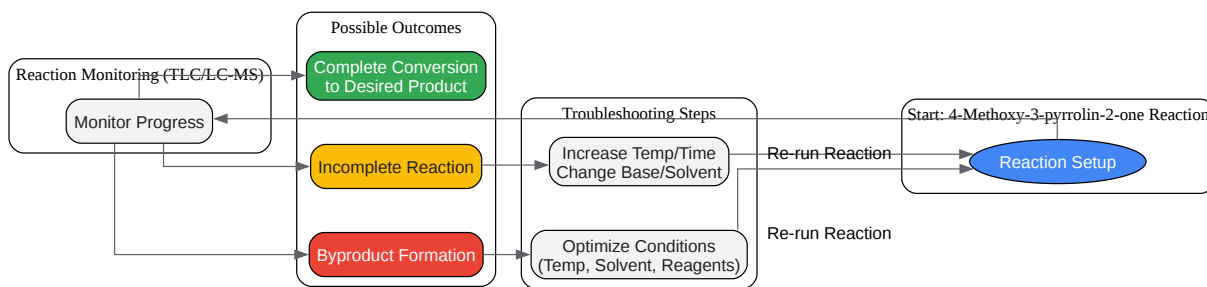 Possible Outcomes
Reaction Monitoring (TLC/LC-MS)
Complete Conversion
to Desired Product
Monitor Progress
Incomplete Reaction
Byproduct Formation
Troubleshooting Steps
Increase Temp/Time
Change Base/Solvent
Optimize Conditions
(Temp, Solvent, Reagents)
Re-run Reaction
Re-run Reaction
Start: 4-Methoxy-3-pyrrolin-2-one Reaction
Reaction Setup